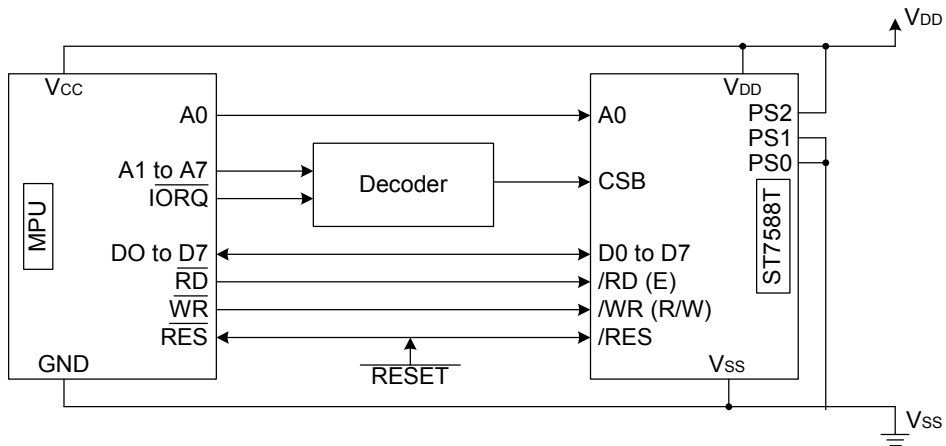 VDD
VCC
VDD
A0
A0
PS2
PS1
PS0
A1 to A7
IORQ
Decoder
CSB
MPU
ST7588T
DO to D7
D0 to D7
RD
/RD (E)
WR
/WR (R/W)
RES
/RES
GND
RESET
VSS
VSS